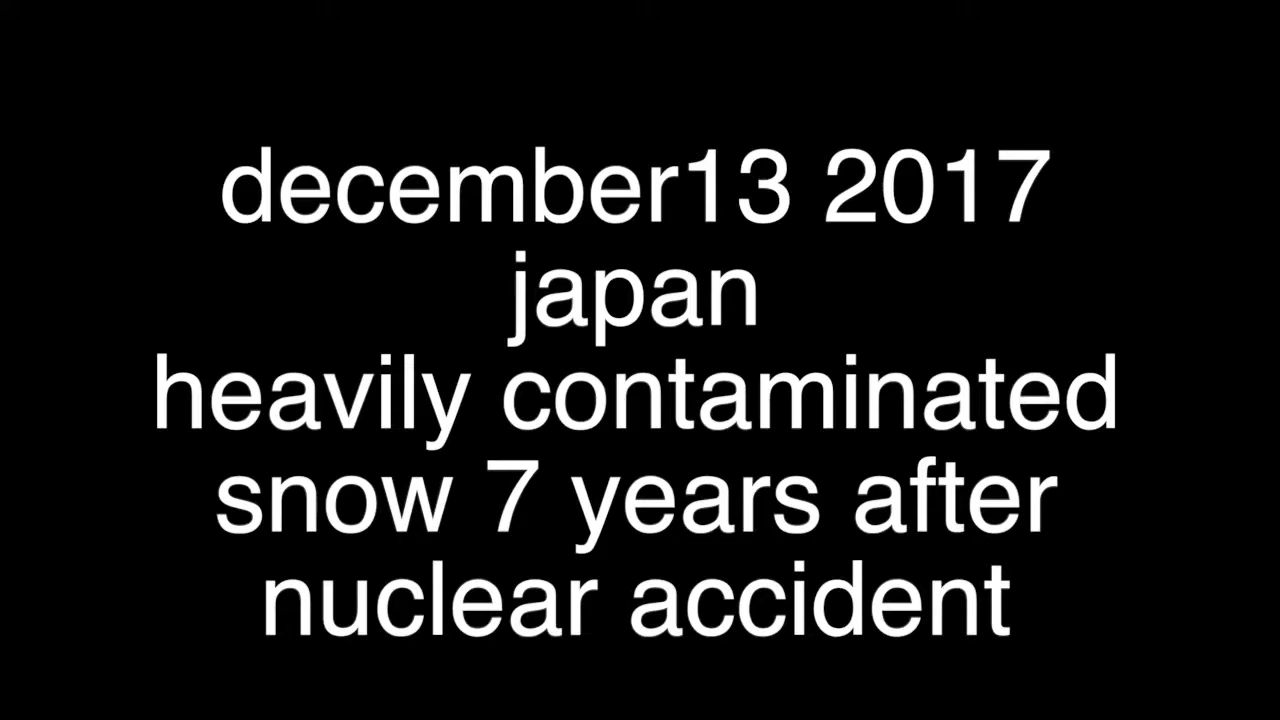 december13 2017
japan
heavily contaminated
snow 7 years after
nuclear accident